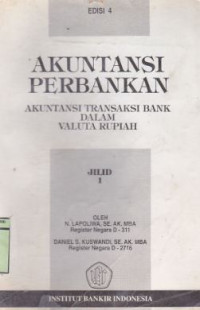 EDISI 4
AKUNTANSI
PERBANKAN
AKUNTANSI TRANSAKSI BANK
DALAM
VALUTA RUPIAH
JILID
1
OLEH
N. LAPOLIWA, SE. AK, MBA
Register Negara D - 311
DANIEL S. KUSWANDI, SE. AK. MBA
Register Negara D - 2716
INSTITUT BANKIR INDONESIA